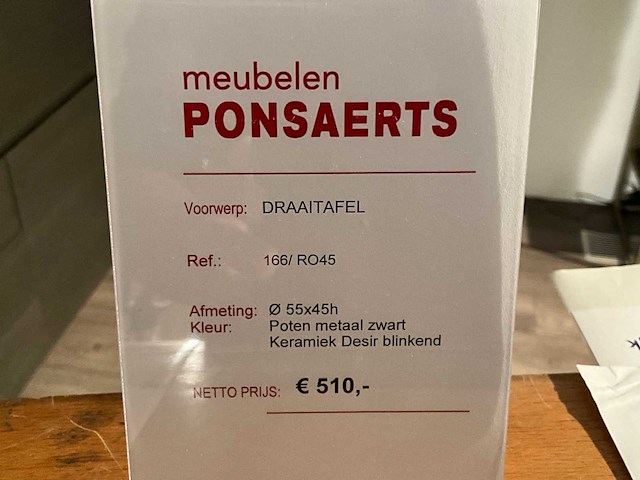 meubelen
PONSAERTS
Voorwerp: DRAAITAFEL
Ref.: 166/ RO45
Afmeting: Ø 55x45h
Kleur: Poten metaal zwart
Keramiek Desir blinkend
NETTO PRIJS: € 510,-